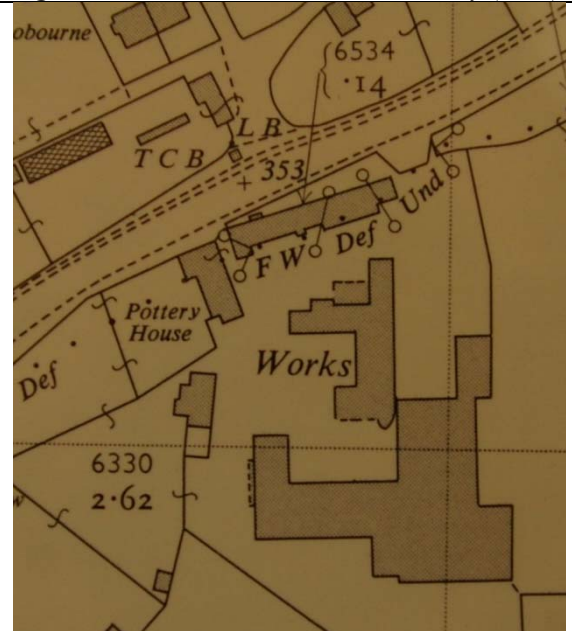 obourne
6534
·14
L B
T C B
+ 353
Und
Def
F W
Pottery
House
Def
Works
6330
2·62